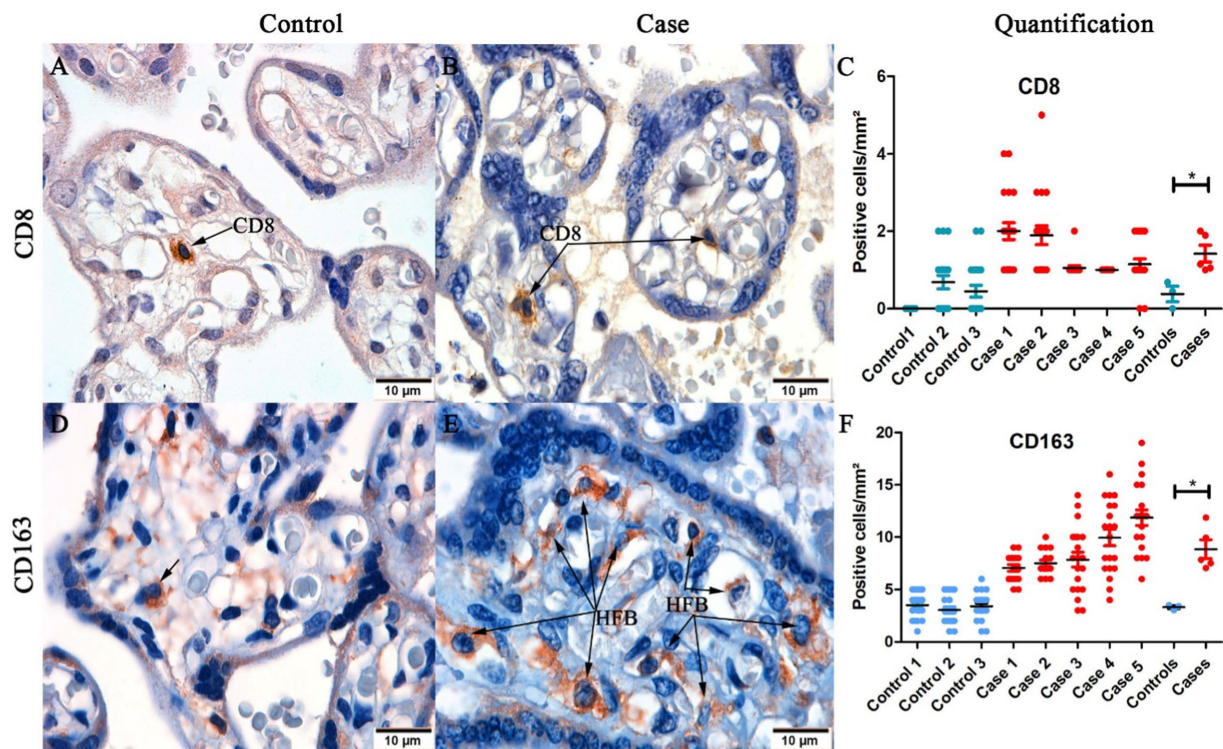 Control Case Quantification
CD8
A
CD8
10 µm
B
CD8
10 µm
C
CD8
Positive cells/mm²
6
4
2
0
Control1
Control 2
Control 3
Case 1
Case 2
Case 3
Case 4
Case 5
Controls
Cases
*
CD163
D
10 µm
E
HFB
HFB
HFB
10 µm
F
CD163
Positive cells/mm²
20
15
10
5
0
Control 1
Control 2
Control 3
Case 1
Case 2
Case 3
Case 4
Case 5
Controls
Cases
*